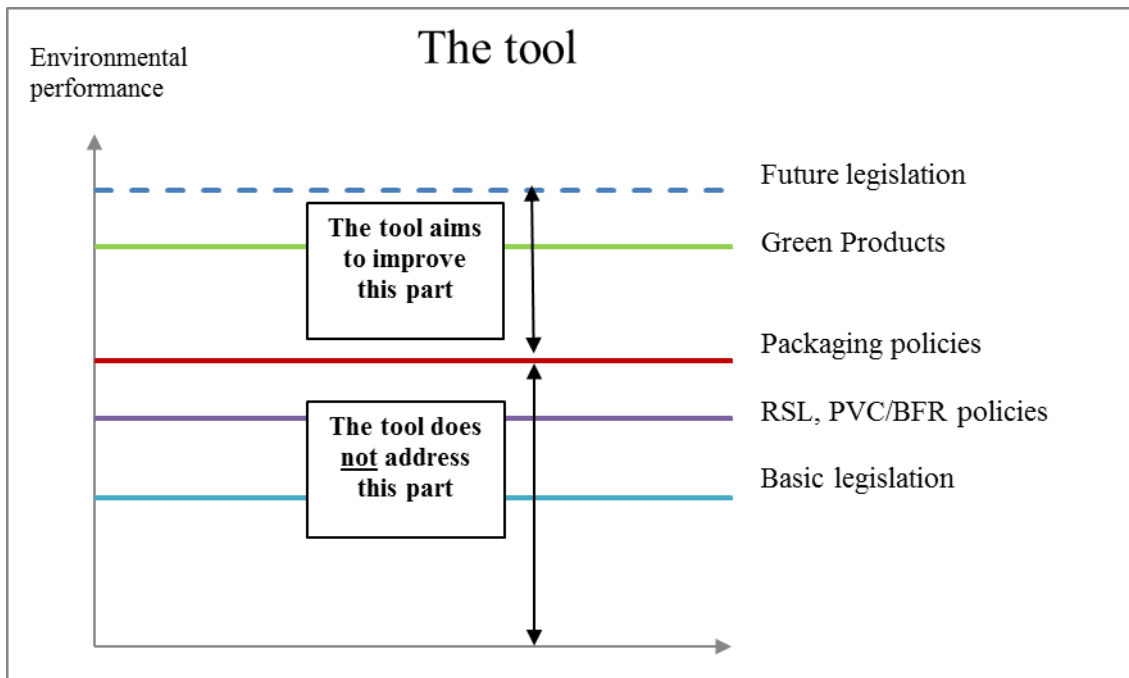 The tool
Environmental
performance
Future legislation
The tool aims
to improve
this part
Green Products
Packaging policies
RSL, PVC/BFR policies
The tool does
not address
this part
Basic legislation